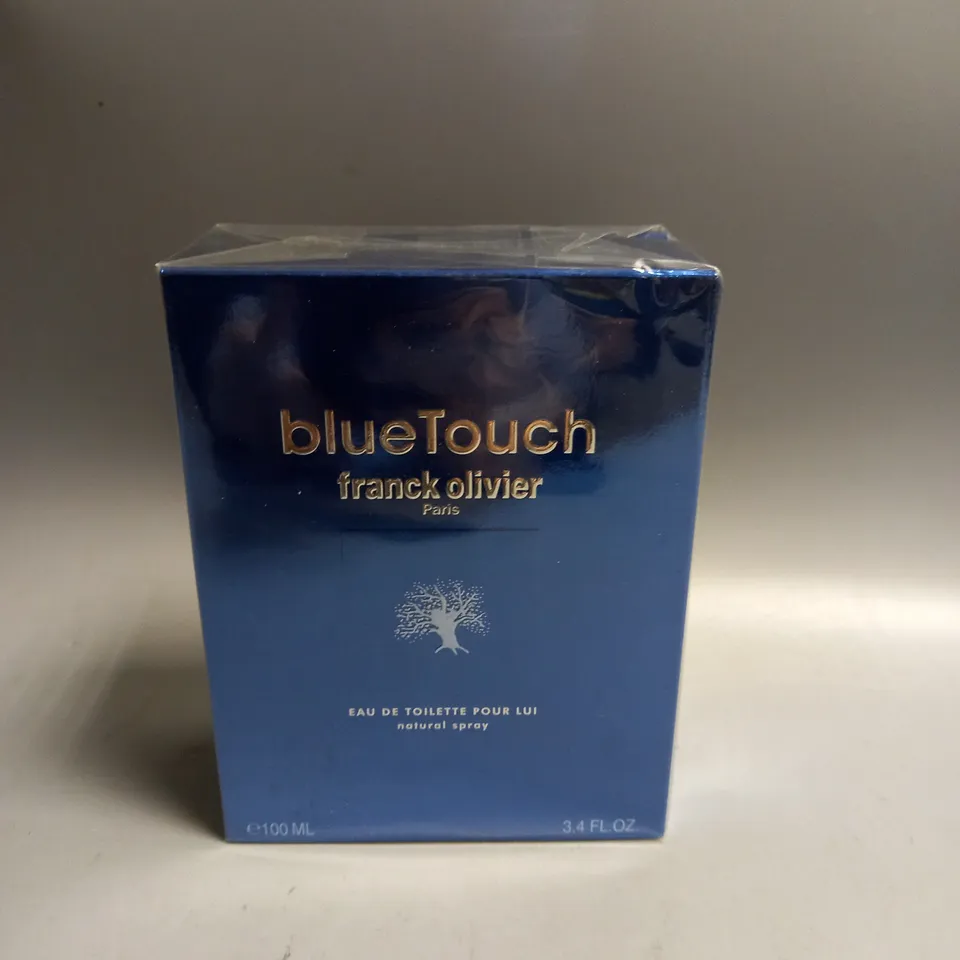 blueTouch
franck olivier
Paris
EAU DE TOILETTE POUR LUI
natural spray
℮100 ML
3.4 FL.OZ.